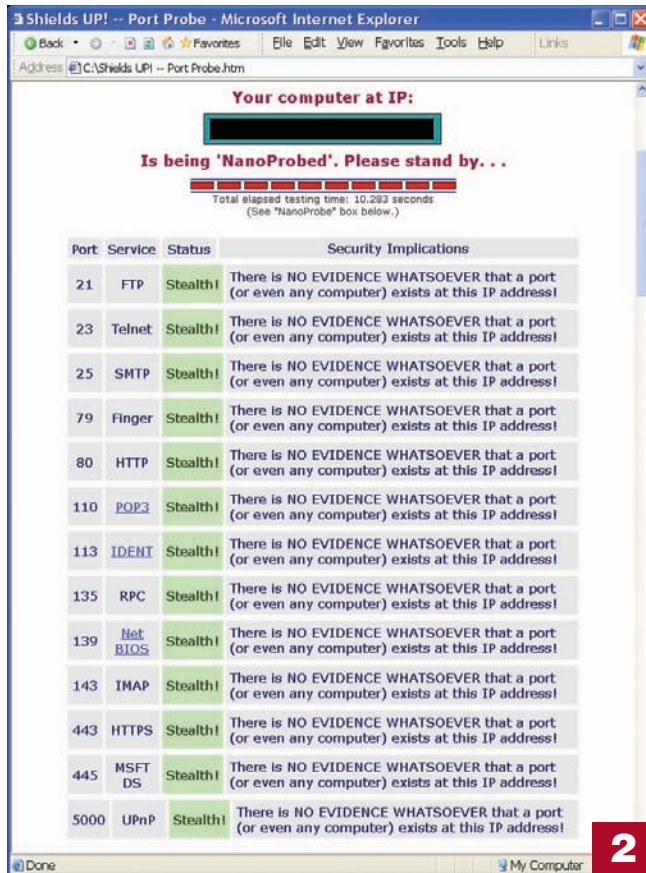 Shields UP! -- Port Probe - Microsoft Internet Explorer
Back Favorites File Edit View Favorites Tools Help Links
Address C:\Shields UP! -- Port Probe.htm
Your computer at IP:
Is being 'NanoProbed'. Please stand by. . .
Total elapsed testing time: 10.283 seconds
(See "NanoProbe" box below.)
Port Service Status Security Implications
21 FTP Stealth! There is NO EVIDENCE WHATSOEVER that a port
(or even any computer) exists at this IP address!
23 Telnet Stealth! There is NO EVIDENCE WHATSOEVER that a port
(or even any computer) exists at this IP address!
25 SMTP Stealth! There is NO EVIDENCE WHATSOEVER that a port
(or even any computer) exists at this IP address!
79 Finger Stealth! There is NO EVIDENCE WHATSOEVER that a port
(or even any computer) exists at this IP address!
80 HTTP Stealth! There is NO EVIDENCE WHATSOEVER that a port
(or even any computer) exists at this IP address!
110 POP3 Stealth! There is NO EVIDENCE WHATSOEVER that a port
(or even any computer) exists at this IP address!
113 IDENT Stealth! There is NO EVIDENCE WHATSOEVER that a port
(or even any computer) exists at this IP address!
135 RPC Stealth! There is NO EVIDENCE WHATSOEVER that a port
(or even any computer) exists at this IP address!
139 Net BIOS Stealth! There is NO EVIDENCE WHATSOEVER that a port
(or even any computer) exists at this IP address!
143 IMAP Stealth! There is NO EVIDENCE WHATSOEVER that a port
(or even any computer) exists at this IP address!
443 HTTPS Stealth! There is NO EVIDENCE WHATSOEVER that a port
(or even any computer) exists at this IP address!
445 MSFT DS Stealth! There is NO EVIDENCE WHATSOEVER that a port
(or even any computer) exists at this IP address!
5000 UPnP Stealth! There is NO EVIDENCE WHATSOEVER that a port
(or even any computer) exists at this IP address!
Done My Computer
2